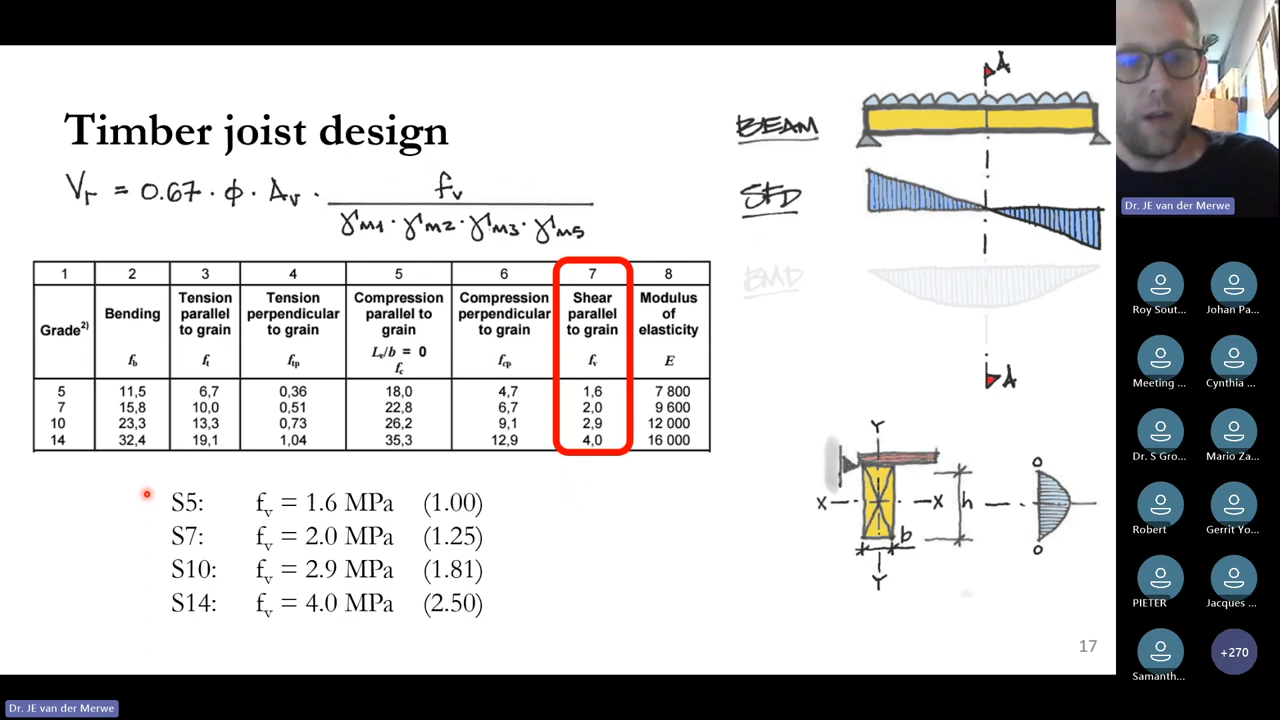 Timber joist design
Vr = 0.67 · ϕ · Av · fv / γM1 · γM2 · γM3 · γM5
1 2 3 4 5 6 7 8
Grade2) Bending fb Tension parallel to grain ft Tension perpendicular to grain ftp Compression parallel to grain Le/b = 0 fc Compression perpendicular to grain fcp Shear parallel to grain fv Modulus of elasticity E
5 11,5 6,7 0,36 18,0 4,7 1,6 7 800
7 15,8 10,0 0,51 22,8 6,7 2,0 9 600
10 23,3 13,3 0,73 26,2 9,1 2,9 12 000
14 32,4 19,1 1,04 35,3 12,9 4,0 16 000
S5: fv = 1.6 MPa (1.00)
S7: fv = 2.0 MPa (1.25)
S10: fv = 2.9 MPa (1.81)
S14: fv = 4.0 MPa (2.50)
A
BEAM
SFD
BMD
A
Y
X X h
b
Y
0
0
17
Dr. JE van der Merwe
Roy Sout...
Johan Pa...
Meeting ...
Cynthia ...
Dr. S Gro...
Mario Za...
Robert
Gerrit Yo...
PIETER
Jacques ...
Samanth...
+270
Dr. JE van der Merwe